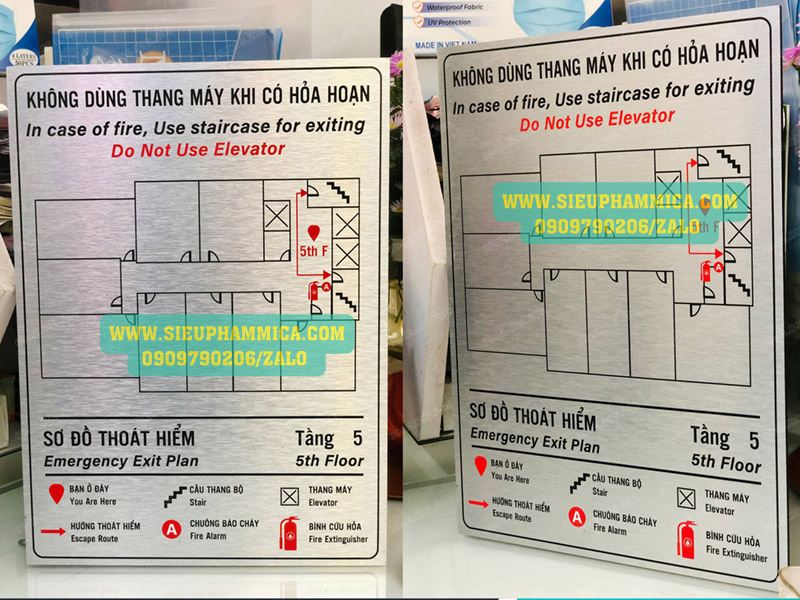 4 LAYERS
50PCS
KHÔNG DÙNG THANG MÁY KHI CÓ HỎA HOẠN
In case of fire, Use staircase for exiting
Do Not Use Elevator
5th F
A
WWW.SIEUPHAMMICA.COM
0909790206/ZALO
SƠ ĐỒ THOÁT HIỂM
Tầng 5
Emergency Exit Plan
5th Floor
BẠN Ở ĐÂY
You Are Here
CẦU THANG BỘ
Stair
THANG MÁY
Elevator
HƯỚNG THOÁT HIỂM
Escape Route
A
CHUÔNG BÁO CHÁY
Fire Alarm
BÌNH CỨU HỎA
Fire Extinguisher
Waterproof Fabric
UV Protection
MADE IN VIETNAM
KHÔNG DÙNG THANG MÁY KHI CÓ HỎA HOẠN
In case of fire, Use staircase for exiting
Do Not Use Elevator
WWW.SIEUPHAMMICA.COM
0909790206/ZALO
5th F
A
SƠ ĐỒ THOÁT HIỂM
Tầng 5
Emergency Exit Plan
5th Floor
BẠN Ở ĐÂY
You Are Here
CẦU THANG BỘ
Stair
THANG MÁY
Elevator
HƯỚNG THOÁT HIỂM
Escape Route
A
CHUÔNG BÁO CHÁY
Fire Alarm
BÌNH CỨU HỎA
Fire Extinguisher